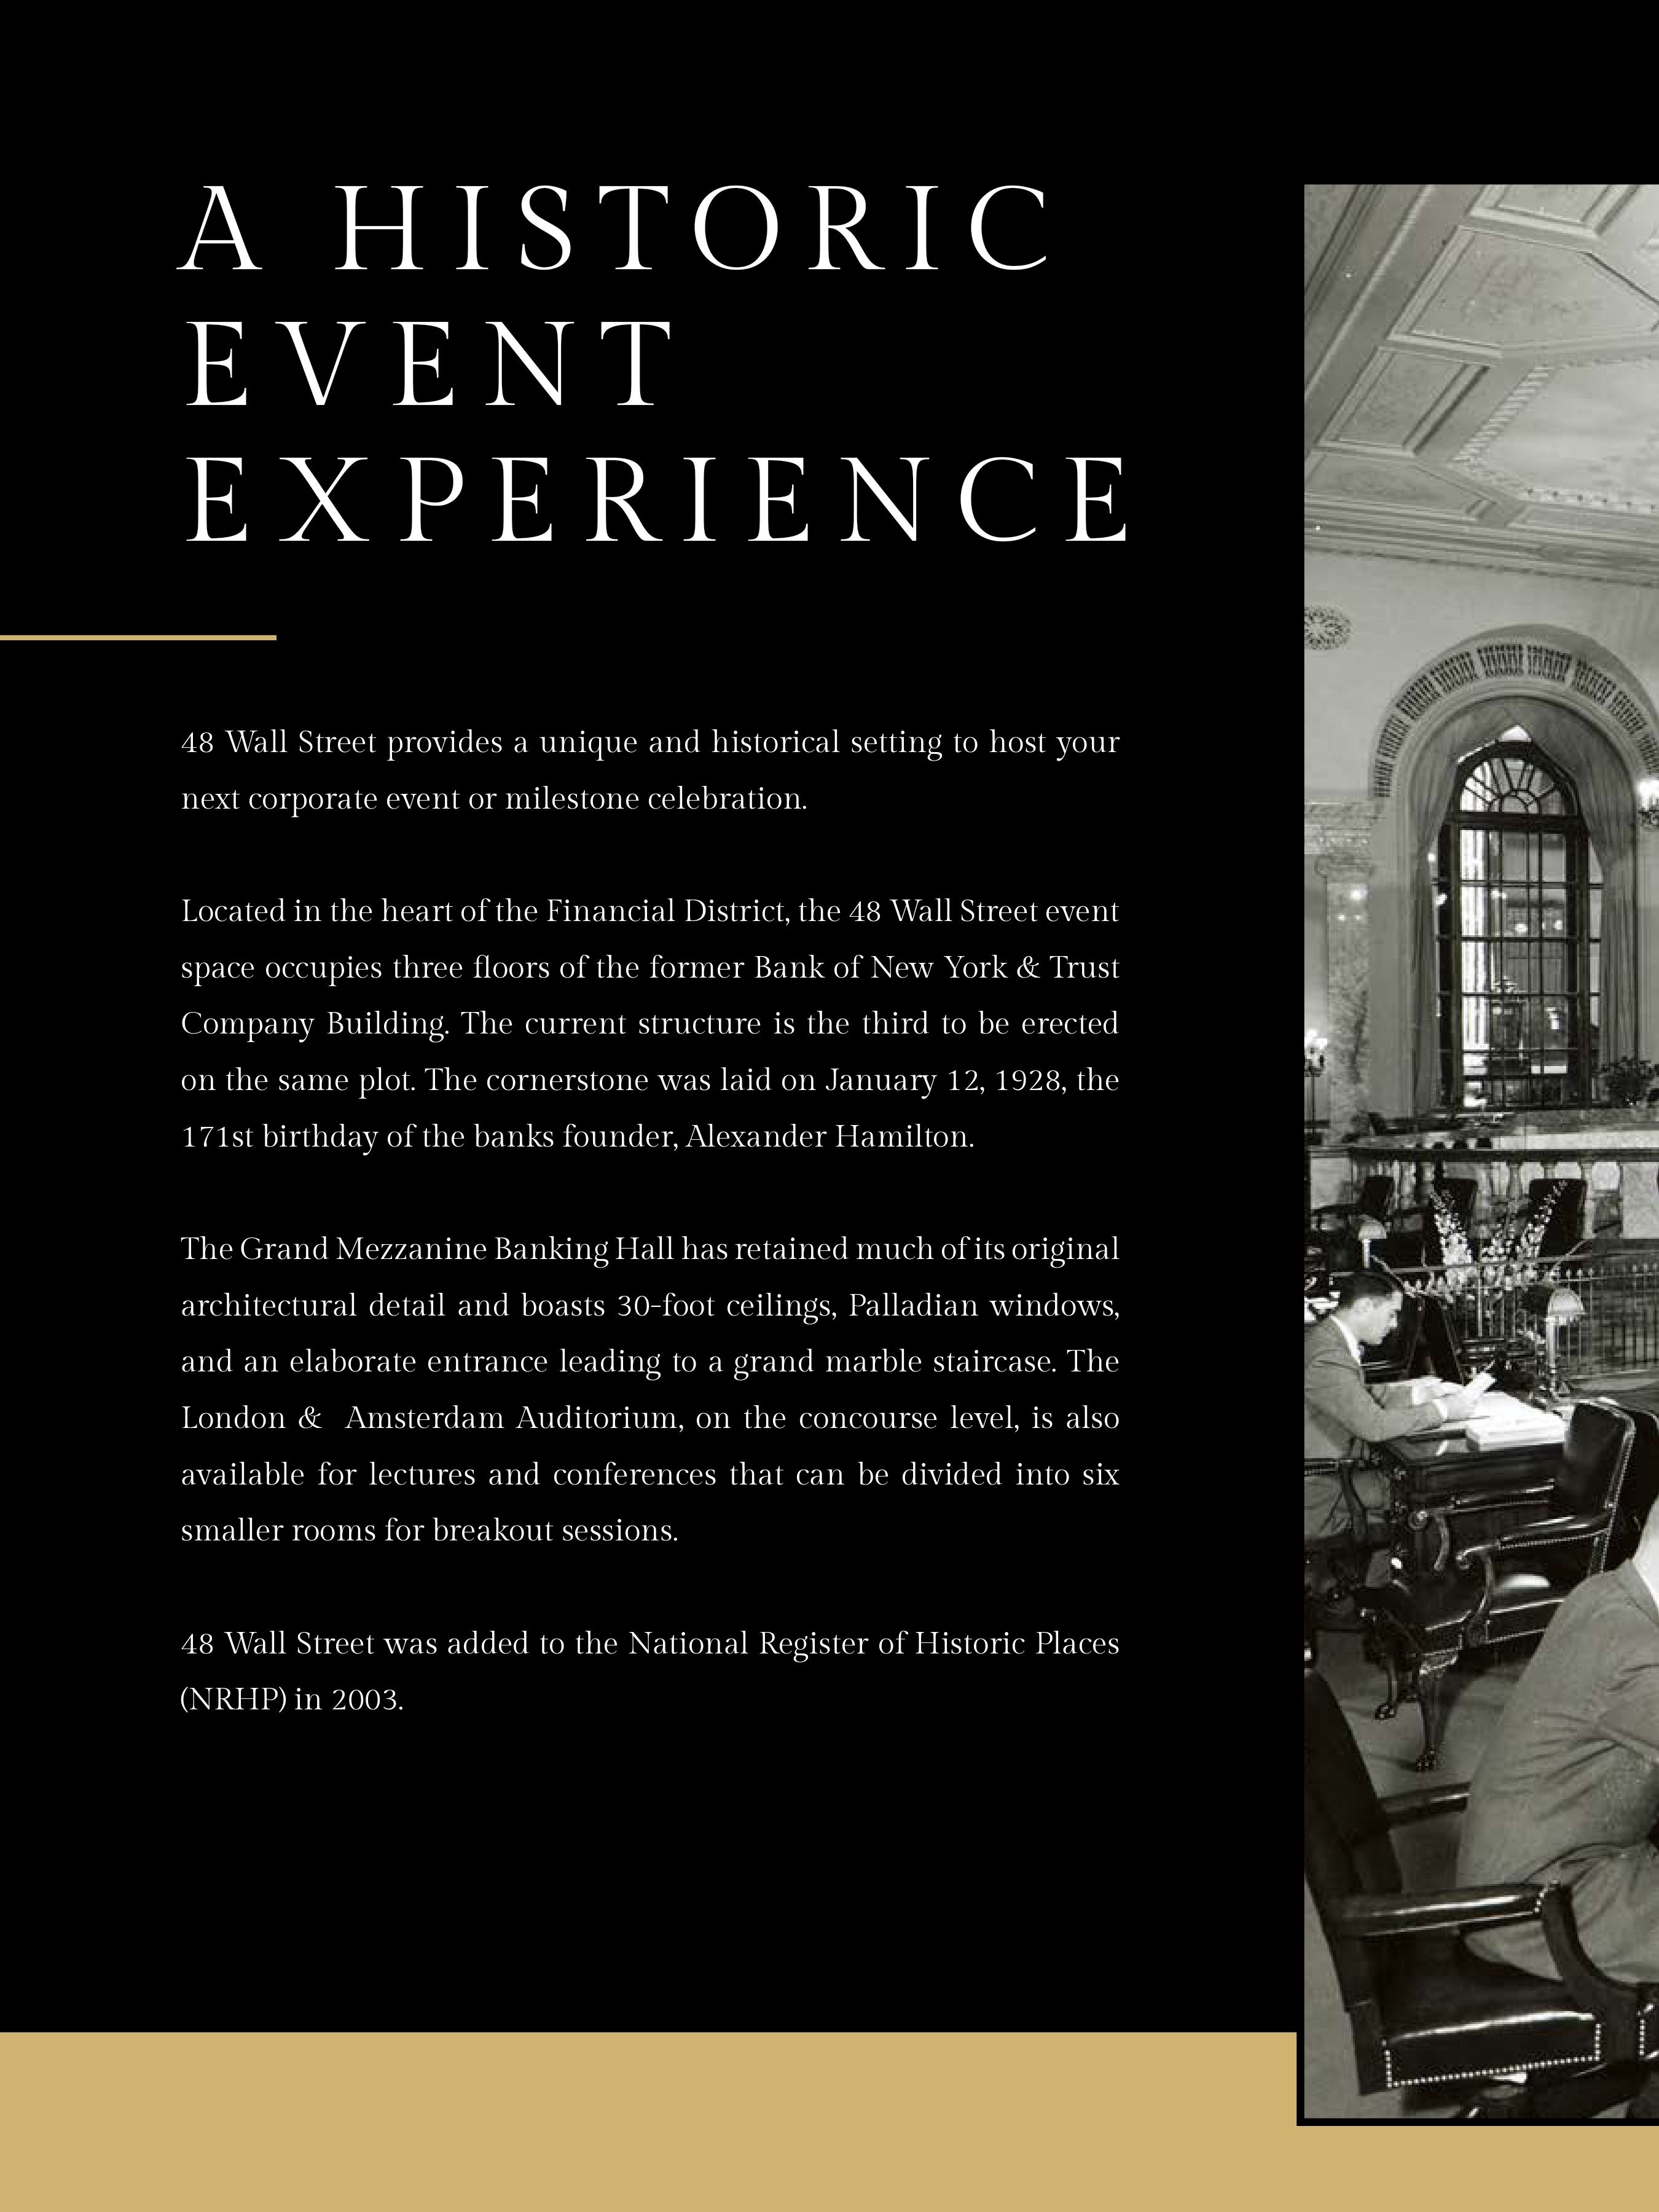 A HISTORIC
EVENT
EXPERIENCE
48 Wall Street provides a unique and historical setting to host your
next corporate event or milestone celebration.
Located in the heart of the Financial District, the 48 Wall Street event
space occupies three floors of the former Bank of New York & Trust
Company Building. The current structure is the third to be erected
on the same plot. The cornerstone was laid on January 12, 1928, the
171st birthday of the banks founder, Alexander Hamilton.
The Grand Mezzanine Banking Hall has retained much of its original
architectural detail and boasts 30-foot ceilings, Palladian windows,
and an elaborate entrance leading to a grand marble staircase. The
London & Amsterdam Auditorium, on the concourse level, is also
available for lectures and conferences that can be divided into six
smaller rooms for breakout sessions.
48 Wall Street was added to the National Register of Historic Places
(NRHP) in 2003.